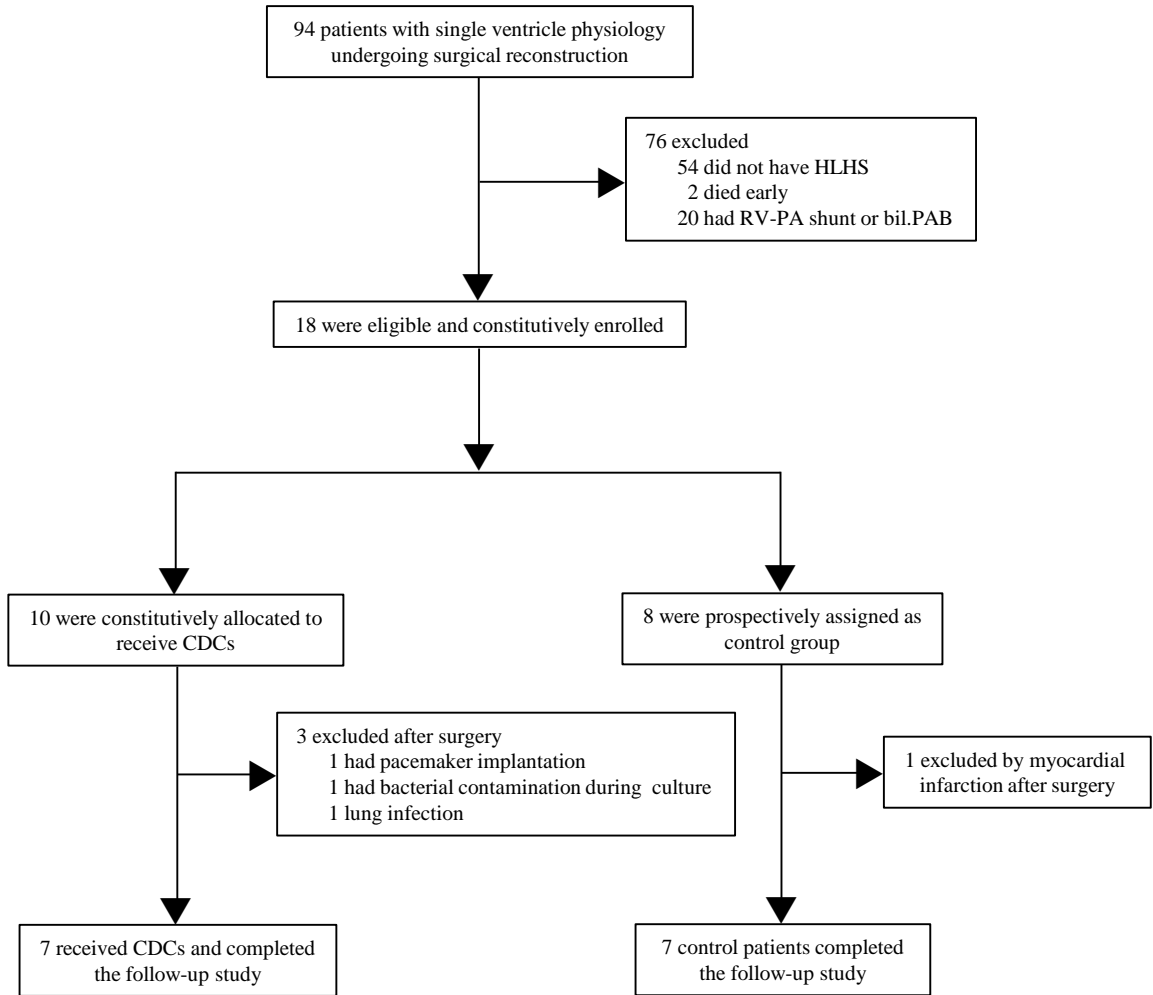 94 patients with single ventricle physiology
undergoing surgical reconstruction
76 excluded
54 did not have HLHS
2 died early
20 had RV-PA shunt or bil.PAB
18 were eligible and constitutively enrolled
10 were constitutively allocated to
receive CDCs
8 were prospectively assigned as
control group
3 excluded after surgery
1 had pacemaker implantation
1 had bacterial contamination during culture
1 lung infection
1 excluded by myocardial
infarction after surgery
7 received CDCs and completed
the follow-up study
7 control patients completed
the follow-up study